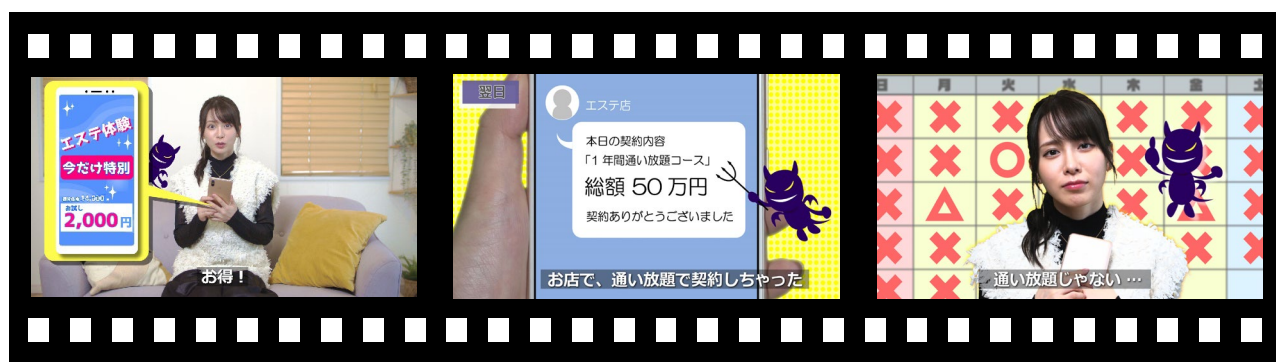 エステ体験
今だけ特別
お試し
2,000円
お得！
翌日
エステ店
本日の契約内容
「1年間通い放題コース」
総額 50 万円
契約ありがとうございました
お店で、通い放題で契約しちゃった
日 月 火 水 木 金 土
通い放題じゃない…